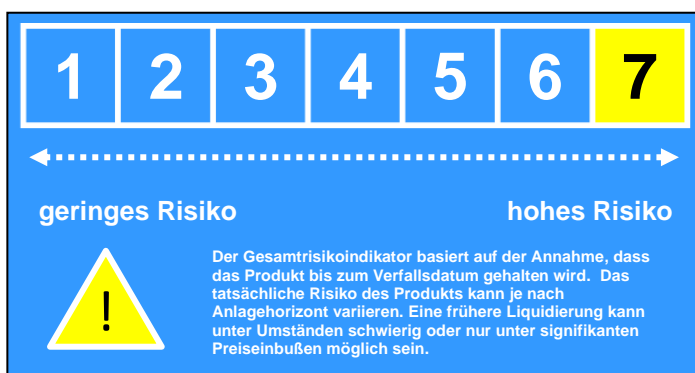 1 2 3 4 5 6 7
geringes Risiko hohes Risiko
Der Gesamtrisikoindikator basiert auf der Annahme, dass
das Produkt bis zum Verfallsdatum gehalten wird. Das
tatsächliche Risiko des Produkts kann je nach
Anlagehorizont variieren. Eine frühere Liquidierung kann
unter Umständen schwierig oder nur unter signifikanten
Preiseinbußen möglich sein.
!